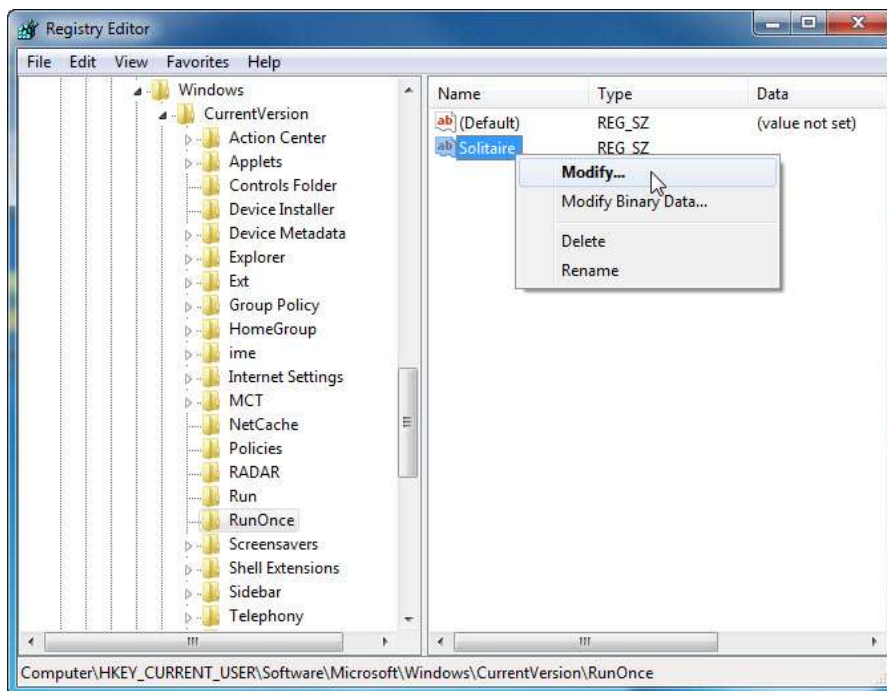 Registry Editor
File Edit View Favorites Help
Windows
CurrentVersion
Action Center
Applets
Controls Folder
Device Installer
Device Metadata
Explorer
Ext
Group Policy
HomeGroup
ime
Internet Settings
MCT
NetCache
Policies
RADAR
Run
RunOnce
Screensavers
Shell Extensions
Sidebar
Telephony
Name Type Data
ab (Default) REG_SZ (value not set)
ab Solitaire REG_SZ
Modify...
Modify Binary Data...
Delete
Rename
Computer\HKEY_CURRENT_USER\Software\Microsoft\Windows\CurrentVersion\RunOnce